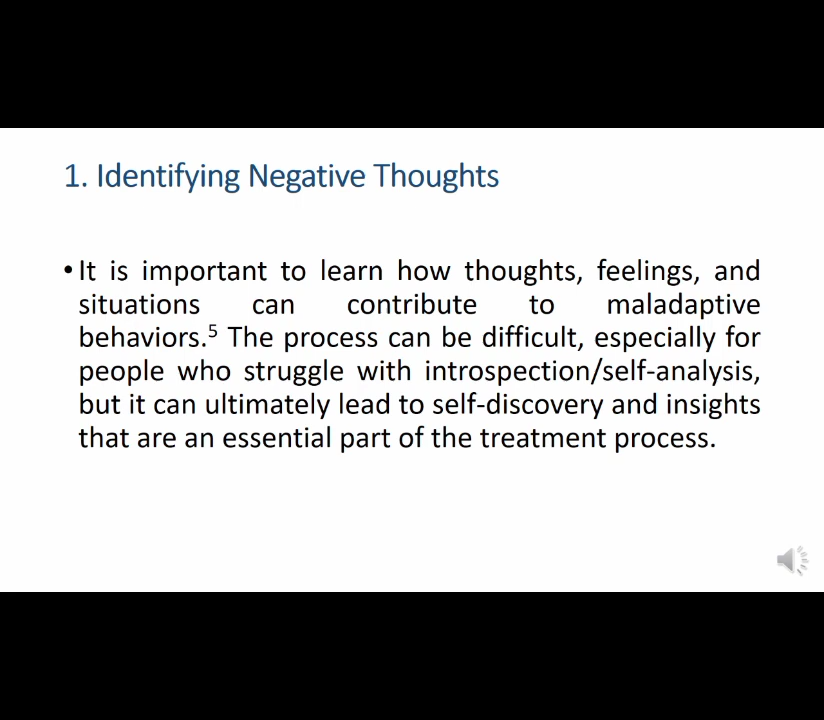 1. Identifying Negative Thoughts
•It is important to learn how thoughts, feelings, and
situations can contribute to maladaptive
behaviors.⁵ The process can be difficult, especially for
people who struggle with introspection/self-analysis,
but it can ultimately lead to self-discovery and insights
that are an essential part of the treatment process.